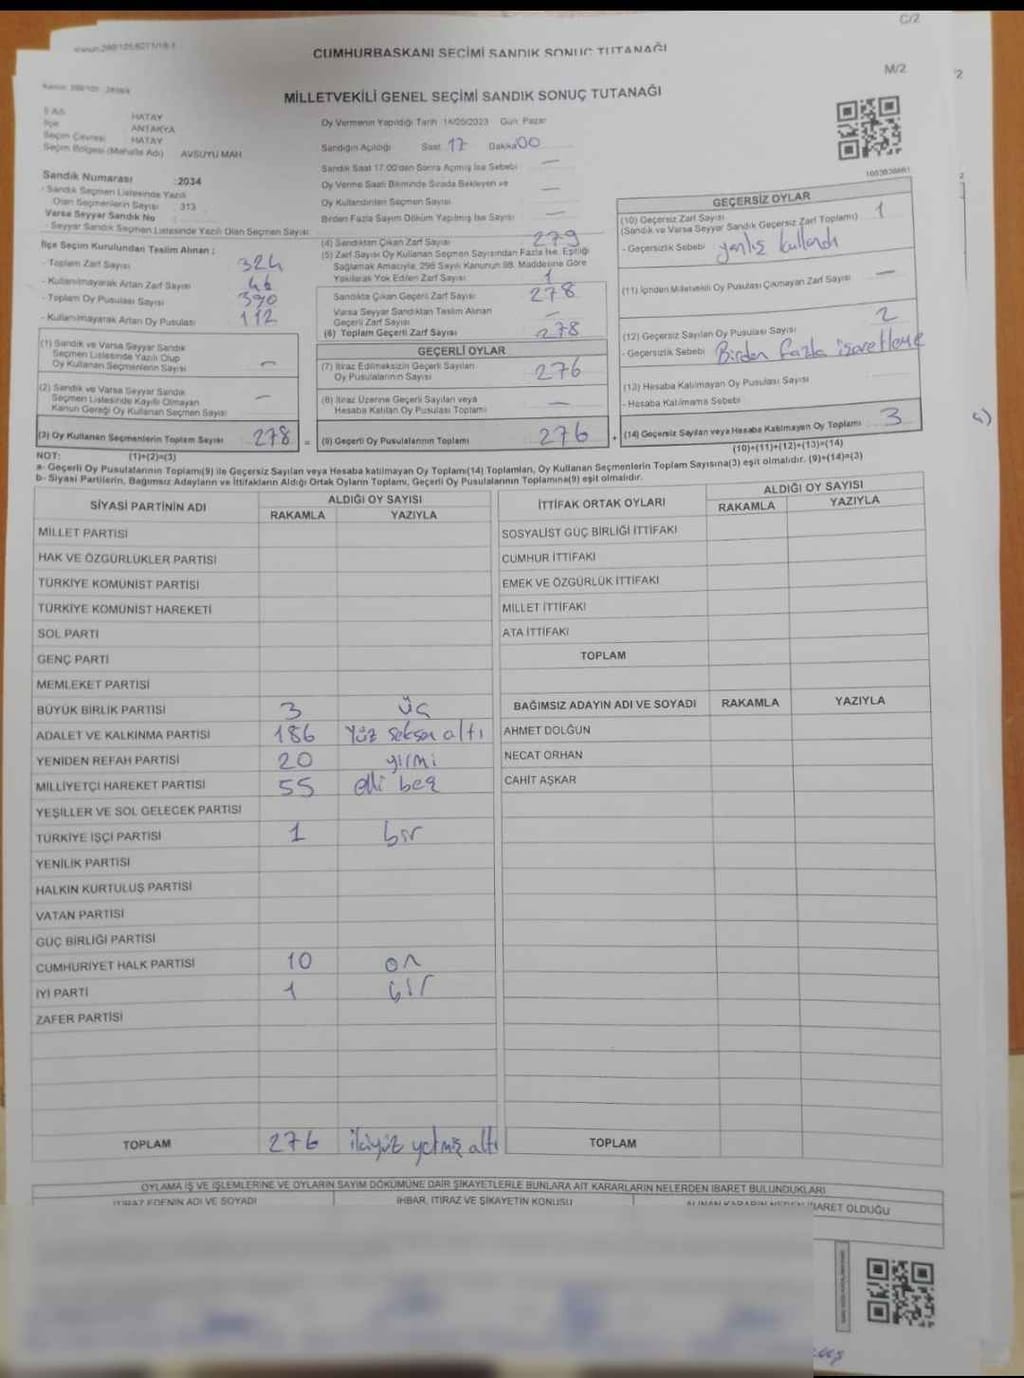 C/2
CUMHURBAŞKANI SEÇİMİ SANDIK SONUÇ TUTANAĞI
M/2
2
MİLLETVEKİLİ GENEL SEÇİMİ SANDIK SONUÇ TUTANAĞI
İli HATAY
İlçe ANTAKYA
Seçim Çevresi HATAY
Seçim Bölgesi (Mahalle Adı) AVSUYU MAH
Sandık Numarası :2034
- Sandık Seçmen Listesinde Yazılı
Olan Seçmenlerin Sayısı :313
Varsa Seyyar Sandık No
- Seyyar Sandık Seçmen Listesinde Yazılı Olan Seçmen Sayısı:
İlçe Seçim Kurulundan Teslim Alınan :
- Toplam Zarf Sayısı 324
- Kullanılmayarak Artan Zarf Sayısı 46
- Toplam Oy Pusulası Sayısı 390
- Kullanılmayarak Artan Oy Pusulası 112
(1) Sandık ve Varsa Seyyar Sandık
Seçmen Listesinde Yazılı Olup
Oy Kullanan Seçmenlerin Sayısı —
(2) Sandık ve Varsa Seyyar Sandık
Seçmen Listesinde Kayıtlı Olmayan
Kanun Gereği Oy Kullanan Seçmen Sayısı —
(3) Oy Kullanan Seçmenlerin Toplam Sayısı 278 =
Oy Vermenin Yapıldığı Tarih 14/05/2023 Gün Pazar
Sandığın Açıldığı Saat 17 Dakika 00
Sandık Saat 17:00'den Sonra Açmış İse Sebebi —
Oy Verme Saati Bitiminde Sırada Bekleyen ve
Oy Kullandırılan Seçmen Sayısı —
Birden Fazla Sayım Döküm Yapılmış İse Sayısı —
(4) Sandıktan Çıkan Zarf Sayısı 279
(5) Zarf Sayısı Oy Kullanan Seçmen Sayısından Fazla İse, Eşitliği
Sağlamak Amacıyla, 298 Sayılı Kanunun 98. Maddesine Göre
Yakılarak Yok Edilen Zarf Sayısı 1
Sandıkta Çıkan Geçerli Zarf Sayısı 278
Varsa Seyyar Sandıktan Teslim Alınan
Geçerli Zarf Sayısı —
(6) Toplam Geçerli Zarf Sayısı 278
GEÇERLİ OYLAR
(7) İtiraz Edilmeksizin Geçerli Sayılan
Oy Pusulalarının Sayısı 276
(8) İtiraz Üzerine Geçerli Sayılan veya
Hesaba Katılan Oy Pusulası Toplamı —
(9) Geçerli Oy Pusulalarının Toplamı 276 +
GEÇERSİZ OYLAR
(10) Geçersiz Zarf Sayısı 1
(Sandık ve Varsa Seyyar Sandık Geçersiz Zarf Toplamı)
- Geçersizlik Sebebi yanlış kullandı
(11) İçinden Milletvekili Oy Pusulası Çıkmayan Zarf Sayısı —
(12) Geçersiz Sayılan Oy Pusulası Sayısı 2
- Geçersizlik Sebebi Birden fazla işaretleme
(13) Hesaba Katılmayan Oy Pusulası Sayısı
- Hesaba Katılmama Sebebi
(14) Geçersiz Sayılan veya Hesaba Katılmayan Oy Toplamı 3
NOT: (1)+(2)=(3) (10)+(11)+(12)+(13)=(14)
a- Geçerli Oy Pusulalarının Toplamı(9) ile Geçersiz Sayılan veya Hesaba katılmayan Oy Toplamı(14) Toplamları, Oy Kullanan Seçmenlerin Toplam Sayısına(3) eşit olmalıdır. (9)+(14)=(3)
b- Siyasi Partilerin, Bağımsız Adayların ve İttifakların Aldığı Ortak Oyların Toplamı, Geçerli Oy Pusulalarının Toplamına(9) eşit olmalıdır.
SİYASİ PARTİNİN ADI ALDIĞI OY SAYISI
RAKAMLA YAZIYLA
MİLLET PARTİSİ
HAK VE ÖZGÜRLÜKLER PARTİSİ
TÜRKİYE KOMÜNİST PARTİSİ
TÜRKİYE KOMÜNİST HAREKETİ
SOL PARTİ
GENÇ PARTİ
MEMLEKET PARTİSİ
BÜYÜK BİRLİK PARTİSİ 3 üç
ADALET VE KALKINMA PARTİSİ 186 Yüz seksen altı
YENİDEN REFAH PARTİSİ 20 yirmi
MİLLİYETÇİ HAREKET PARTİSİ 55 elli beş
YEŞİLLER VE SOL GELECEK PARTİSİ
TÜRKİYE İŞÇİ PARTİSİ 1 bir
YENİLİK PARTİSİ
HALKIN KURTULUŞ PARTİSİ
VATAN PARTİSİ
GÜÇ BİRLİĞİ PARTİSİ
CUMHURİYET HALK PARTİSİ 10 on
İYİ PARTİ 1 bir
ZAFER PARTİSİ
TOPLAM 276 ikiyüz yetmiş altı
İTTİFAK ORTAK OYLARI ALDIĞI OY SAYISI
RAKAMLA YAZIYLA
SOSYALİST GÜÇ BİRLİĞİ İTTİFAKI
CUMHUR İTTİFAKI
EMEK VE ÖZGÜRLÜK İTTİFAKI
MİLLET İTTİFAKI
ATA İTTİFAKI
TOPLAM
BAĞIMSIZ ADAYIN ADI VE SOYADI RAKAMLA YAZIYLA
AHMET DOLĞUN
NECAT ORHAN
CAHİT AŞKAR
TOPLAM
OYLAMA İŞ VE İŞLEMLERİNE VE OYLARIN SAYIM DÖKÜMÜNE DAİR ŞİKAYETLERLE BUNLARA AİT KARARLARIN NELERDEN İBARET BULUNDUKLARI
İTİRAZ EDENİN ADI VE SOYADI İHBAR, İTİRAZ VE ŞİKAYETİN KONUSU ALINAN KARARIN NEDEN İBARET OLDUĞU